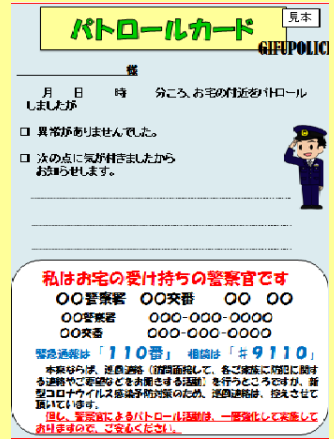 パトロールカード
見本
GIFUPOLICE
様
月 日 時 分ころ、お宅の付近をパトロール
しましたが
□ 異常がありませんでした。
□ 次の点に気が付きましたから
お知らせします。
私はお宅の受け持ちの警察官です
〇〇警察署 〇〇交番 〇〇 〇〇
〇〇警察署 000-000-0000
〇〇交番 000-000-0000
緊急通報は「110番」 相談は「♯9110」
本来ならば、巡回連絡(訪問面接して、各ご家庭に防犯に関す
る連絡やご要望などをお聞きする活動)を行うところですが、新
型コロナウイルス感染予防対策のため、巡回連絡は、控えさせて
頂いています。
但し、警察官によるパトロール活動は、一層強化して実施して
おりますので、ご安心ください。